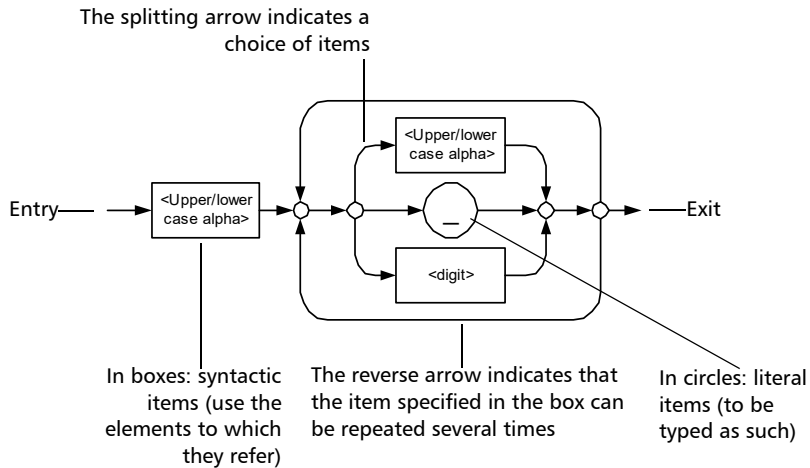 The splitting arrow indicates a
choice of items
<Upper/lower
case alpha>
Entry
<Upper/lower
case alpha>
_
Exit
<digit>
In boxes: syntactic
items (use the
elements to which
they refer)
The reverse arrow indicates that
the item specified in the box can
be repeated several times
In circles: literal
items (to be
typed as such)